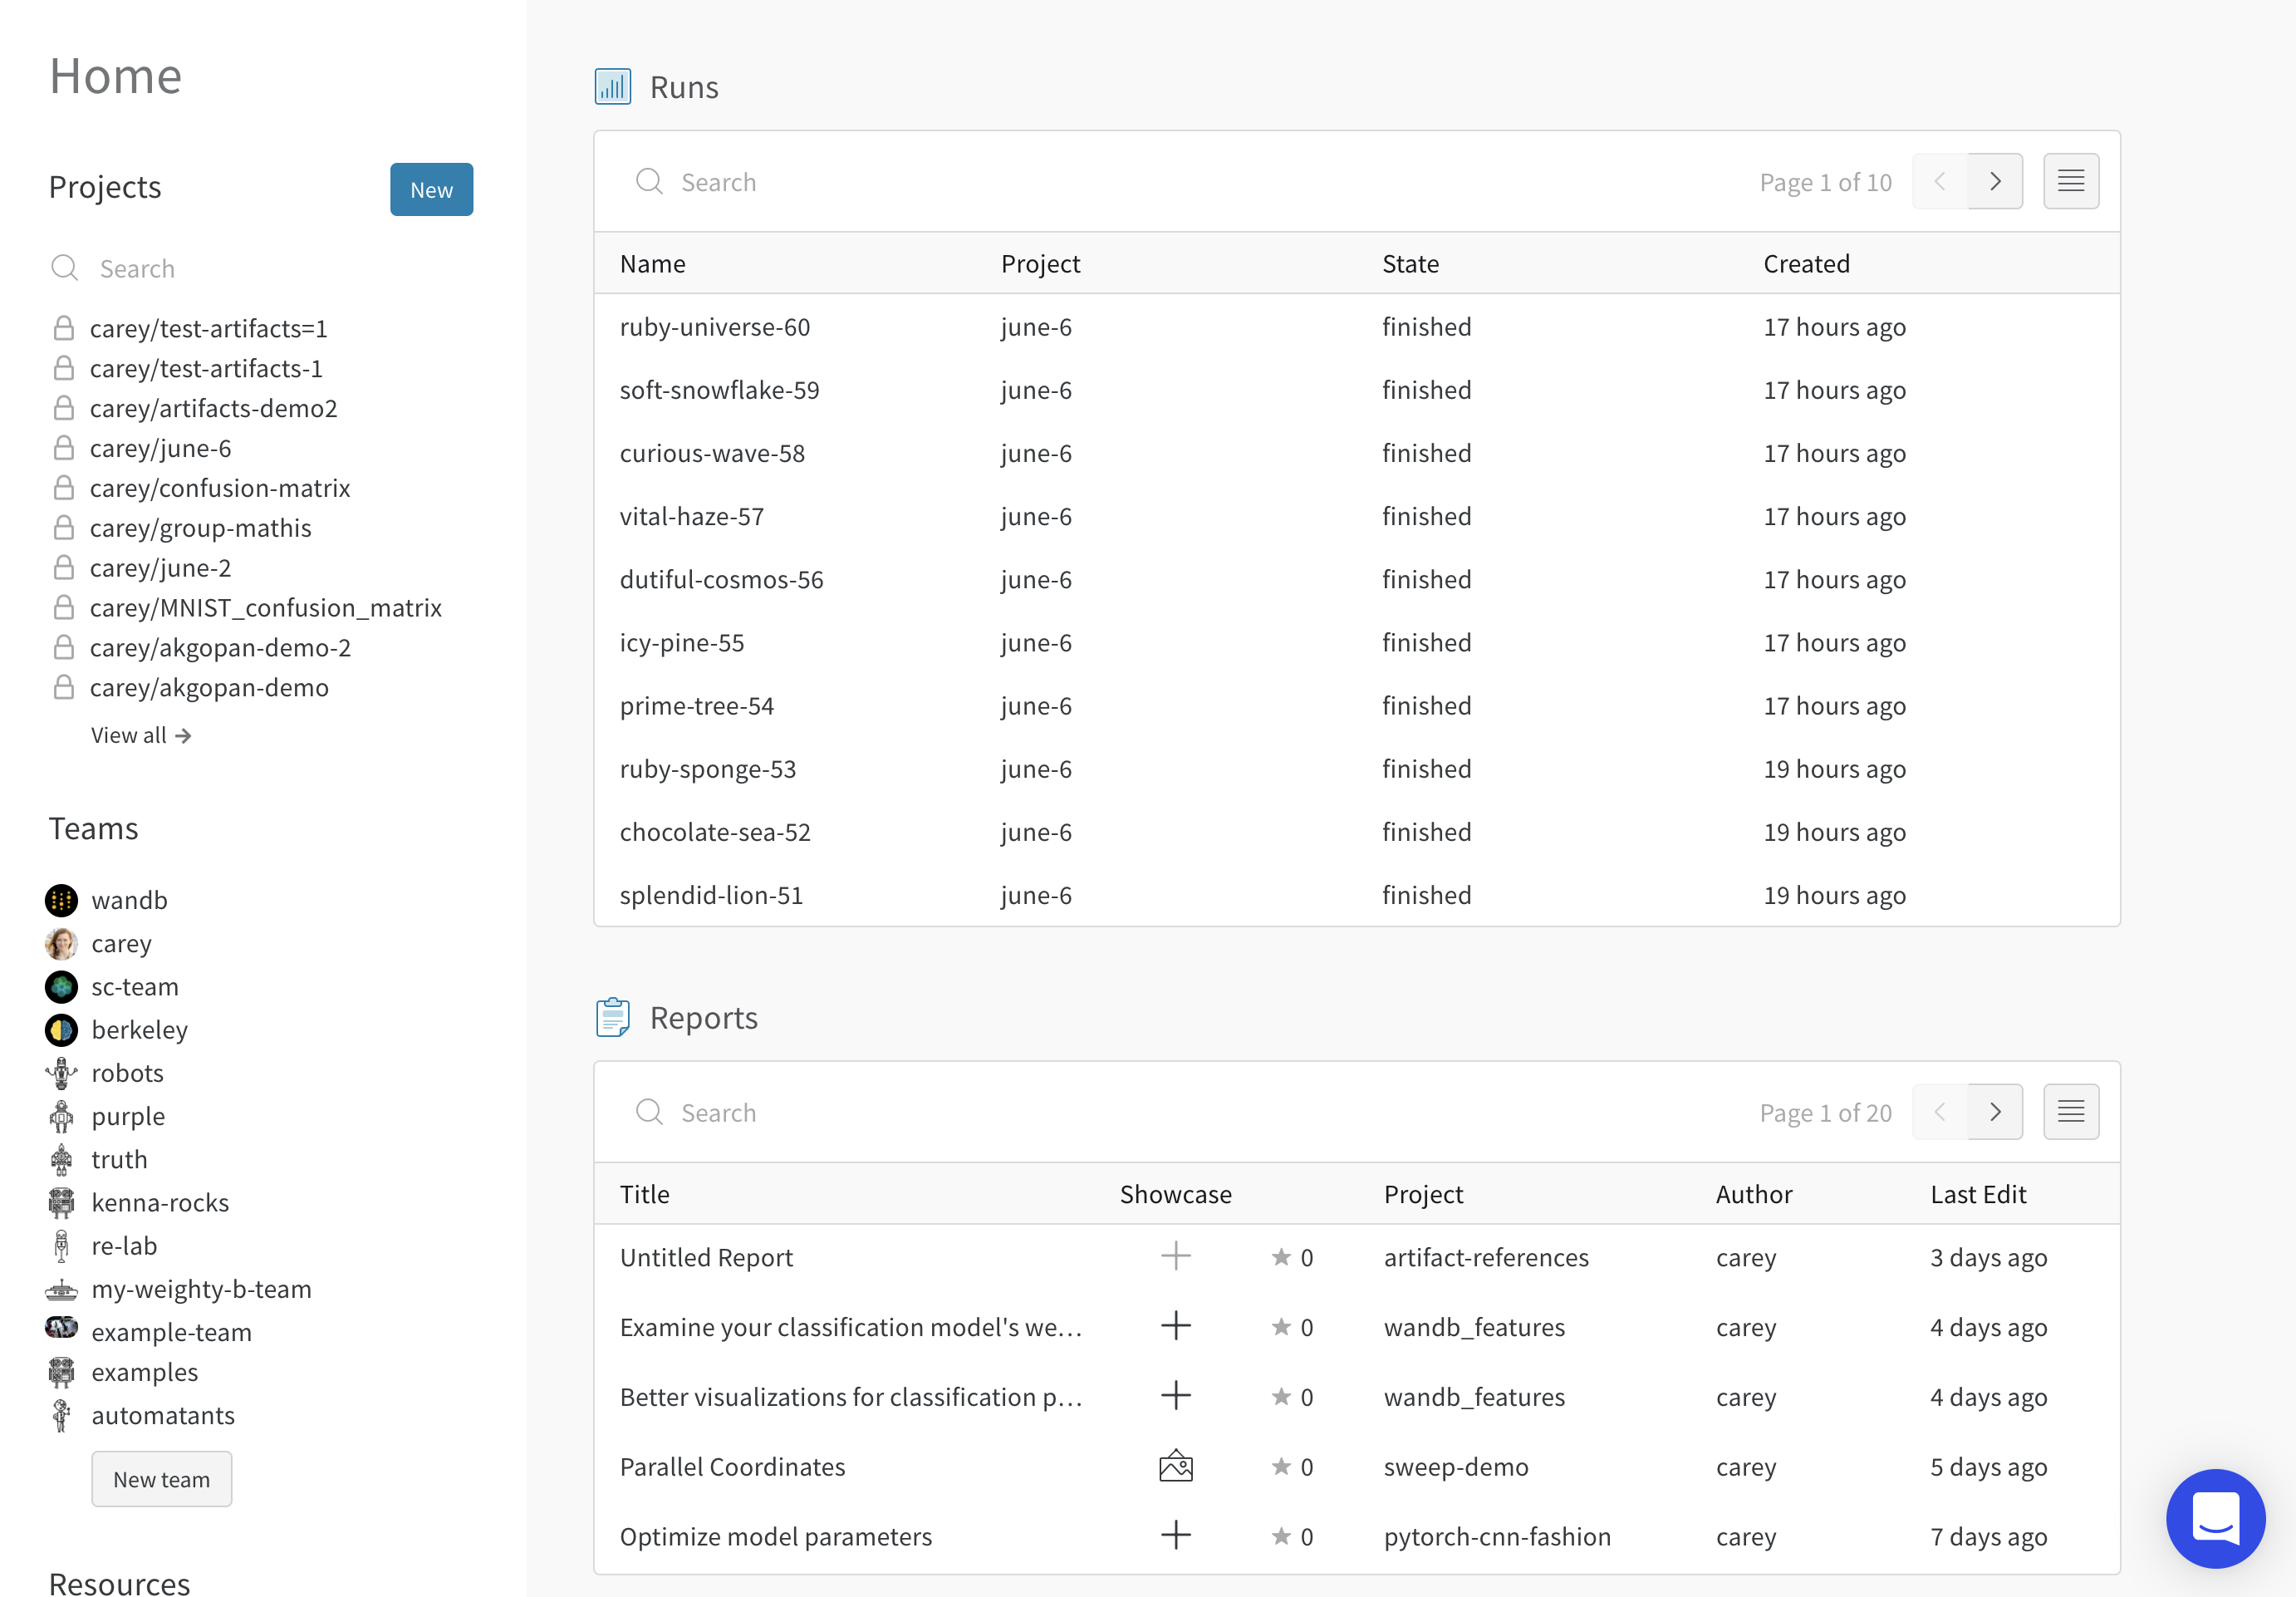 Home
Projects
New
Search
carey/test-artifacts=1
carey/test-artifacts-1
carey/artifacts-demo2
carey/june-6
carey/confusion-matrix
carey/group-mathis
carey/june-2
carey/MNIST_confusion_matrix
carey/akgopan-demo-2
carey/akgopan-demo
View all →
Teams
wandb
carey
sc-team
berkeley
robots
purple
truth
kenna-rocks
re-lab
my-weighty-b-team
example-team
examples
automatants
New team
Resources
Runs
Search Page 1 of 10
Name Project State Created
ruby-universe-60 june-6 finished 17 hours ago
soft-snowflake-59 june-6 finished 17 hours ago
curious-wave-58 june-6 finished 17 hours ago
vital-haze-57 june-6 finished 17 hours ago
dutiful-cosmos-56 june-6 finished 17 hours ago
icy-pine-55 june-6 finished 17 hours ago
prime-tree-54 june-6 finished 17 hours ago
ruby-sponge-53 june-6 finished 19 hours ago
chocolate-sea-52 june-6 finished 19 hours ago
splendid-lion-51 june-6 finished 19 hours ago
Reports
Search Page 1 of 20
Title Showcase Project Author Last Edit
Untitled Report 0 artifact-references carey 3 days ago
Examine your classification model's we... 0 wandb_features carey 4 days ago
Better visualizations for classification p... 0 wandb_features carey 4 days ago
Parallel Coordinates 0 sweep-demo carey 5 days ago
Optimize model parameters 0 pytorch-cnn-fashion carey 7 days ago